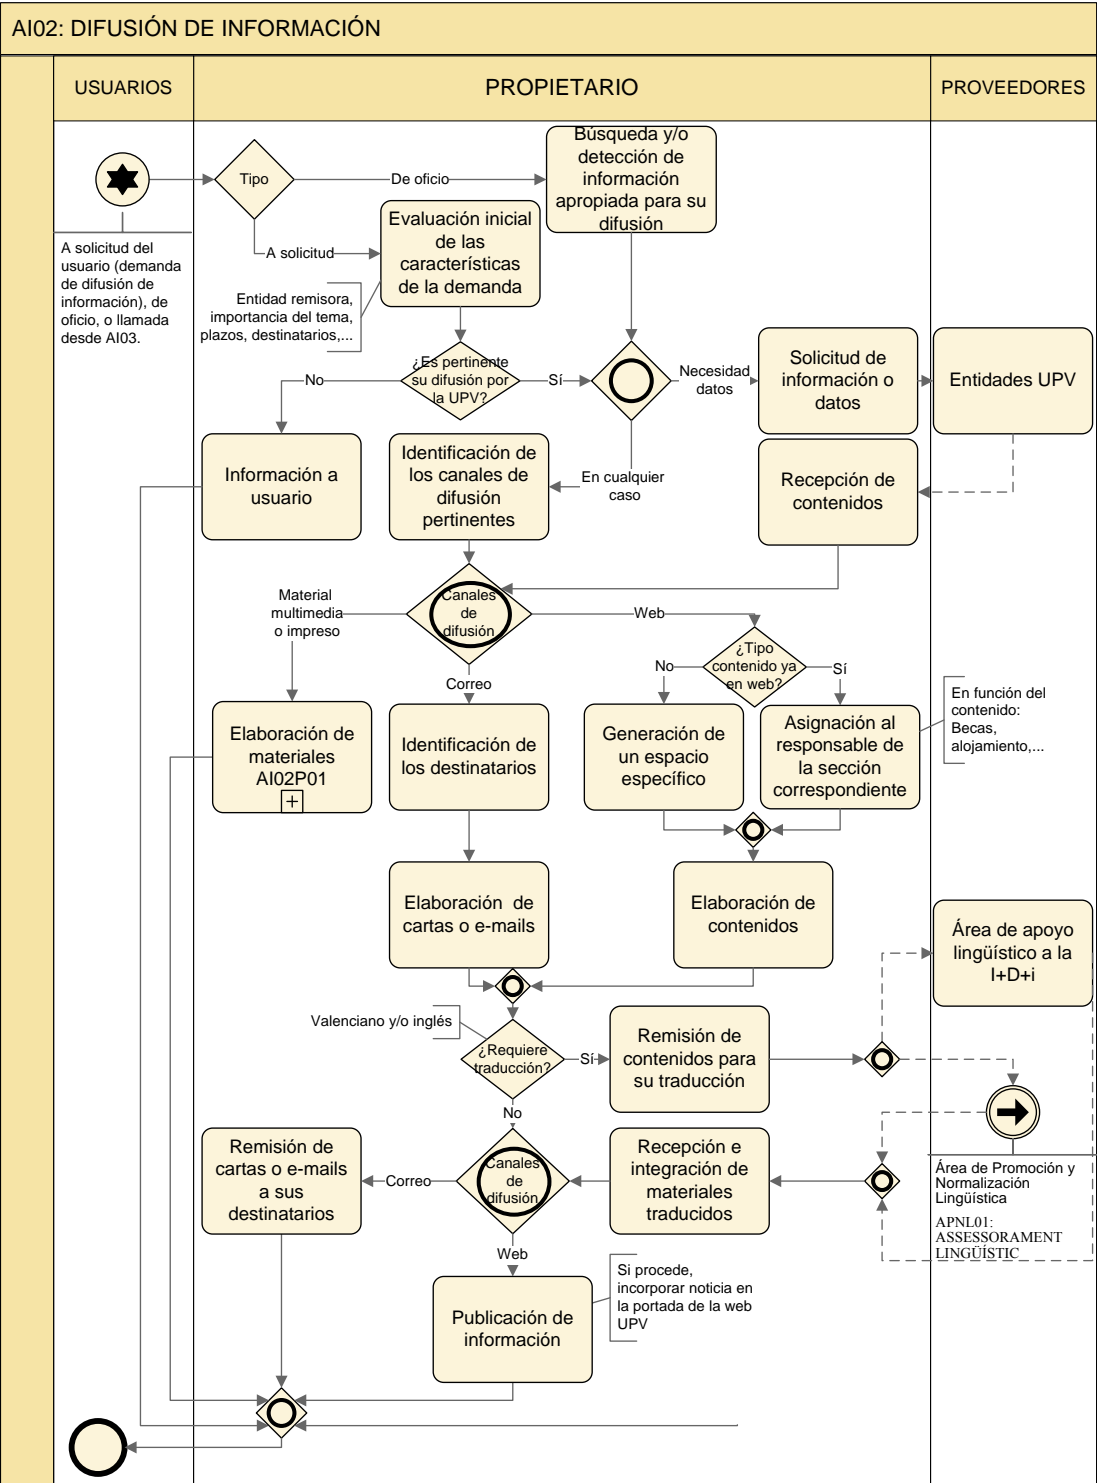 AI02: DIFUSIÓN DE INFORMACIÓN
USUARIOS
PROPIETARIO
PROVEEDORES
Tipo
De oficio
Búsqueda y/o
detección de
información
apropiada para su
difusión
A solicitud del
usuario (demanda
de difusión de
información), de
oficio, o llamada
desde AI03.
A solicitud
Evaluación inicial
de las
características
de la demanda
Entidad remisora,
importancia del tema,
plazos, destinatarios,...
¿Es pertinente
su difusión por
la UPV?
No
Sí
Necesidad
datos
Solicitud de
información o
datos
Entidades UPV
Información a
usuario
Identificación de
los canales de
difusión
pertinentes
En cualquier
caso
Recepción de
contenidos
Canales
de
difusión
Material
multimedia
o impreso
Web
¿Tipo
contenido ya
en web?
No
Sí
Correo
En función del
contenido:
Becas,
alojamiento,...
Elaboración de
materiales
AI02P01
Identificación de
los destinatarios
Generación de
un espacio
específico
Asignación al
responsable de
la sección
correspondiente
Elaboración de
cartas o e-mails
Elaboración de
contenidos
Área de apoyo
lingüístico a la
I+D+i
Valenciano y/o inglés
¿Requiere
traducción?
Sí
Remisión de
contenidos para
su traducción
No
Remisión de
cartas o e-mails
a sus
destinatarios
Correo
Canales
de
difusión
Recepción e
integración de
materiales
traducidos
Área de Promoción y
Normalización
Lingüística
APNL01:
ASSESSORAMENT
LINGÜÍSTIC
Web
Publicación de
información
Si procede,
incorporar noticia en
la portada de la web
UPV